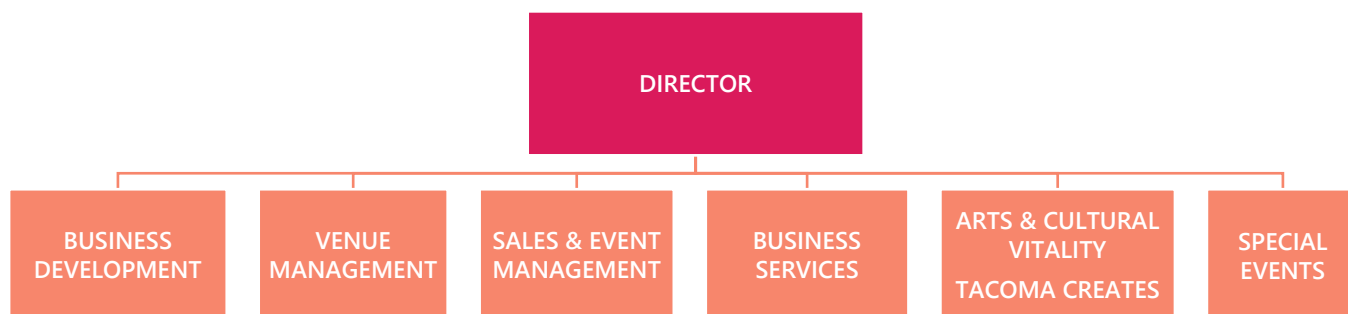 DIRECTOR
BUSINESS
DEVELOPMENT
VENUE
MANAGEMENT
SALES & EVENT
MANAGEMENT
BUSINESS
SERVICES
ARTS & CULTURAL
VITALITY
TACOMA CREATES
SPECIAL
EVENTS